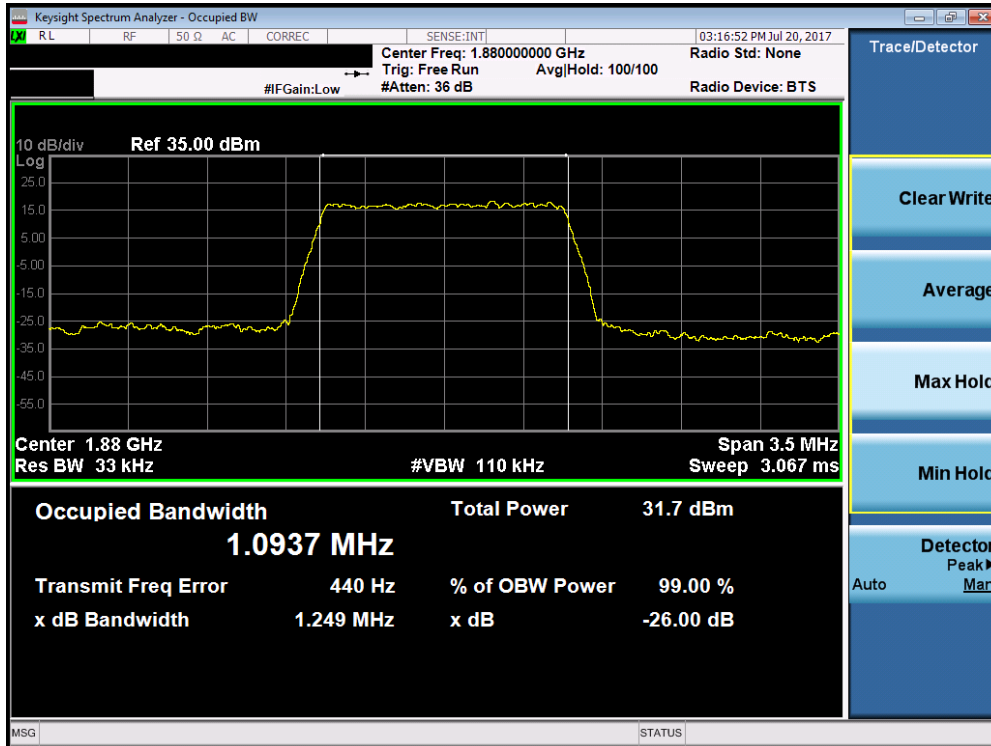 Keysight Spectrum Analyzer - Occupied BW
LXI RL RF 50 Ω AC CORREC SENSE:INT 03:16:52 PM Jul 20, 2017
Center Freq: 1.880000000 GHz Radio Std: None
Trig: Free Run Avg|Hold: 100/100
#IFGain:Low #Atten: 36 dB Radio Device: BTS
Trace/Detector
10 dB/div Ref 35.00 dBm
Log
25.0
15.0
5.00
-5.00
-15.0
-25.0
-35.0
-45.0
-55.0
Center 1.88 GHz Span 3.5 MHz
Res BW 33 kHz #VBW 110 kHz Sweep 3.067 ms
Occupied Bandwidth Total Power 31.7 dBm
1.0937 MHz
Transmit Freq Error 440 Hz % of OBW Power 99.00 %
x dB Bandwidth 1.249 MHz x dB -26.00 dB
Clear Write
Average
Max Hold
Min Hold
Detector
Peak▶
Auto Man
MSG STATUS